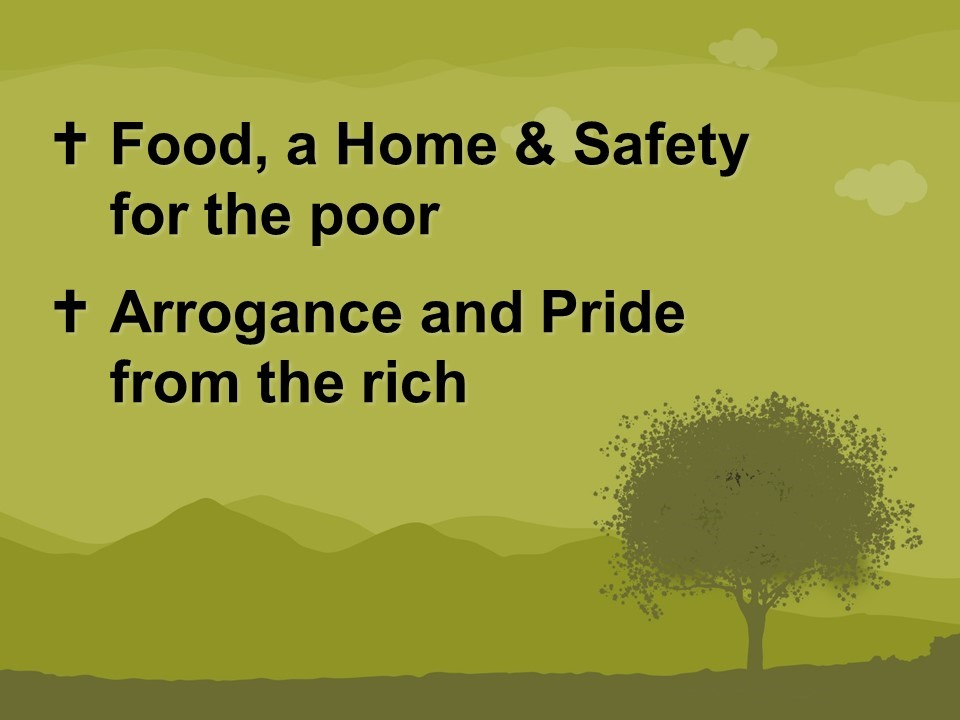 ✝ Food, a Home & Safety
for the poor
✝ Arrogance and Pride
from the rich